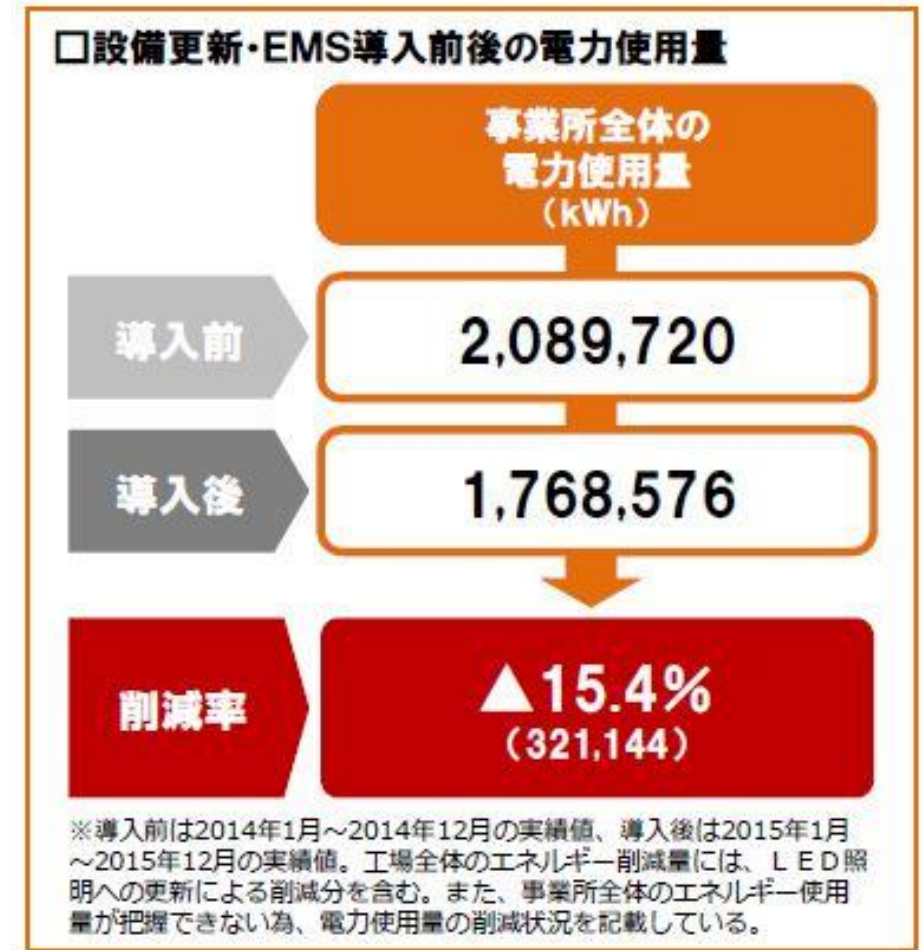 □設備更新・EMS導入前後の電力使用量
事業所全体の
電力使用量
（kWh）
導入前
2,089,720
導入後
1,768,576
削減率
▲15.4%
（321,144）
※導入前は2014年1月～2014年12月の実績値、導入後は2015年1月
～2015年12月の実績値。工場全体のエネルギー削減量には、ＬＥＤ照
明への更新による削減分を含む。また、事業所全体のエネルギー使用
量が把握できない為、電力使用量の削減状況を記載している。